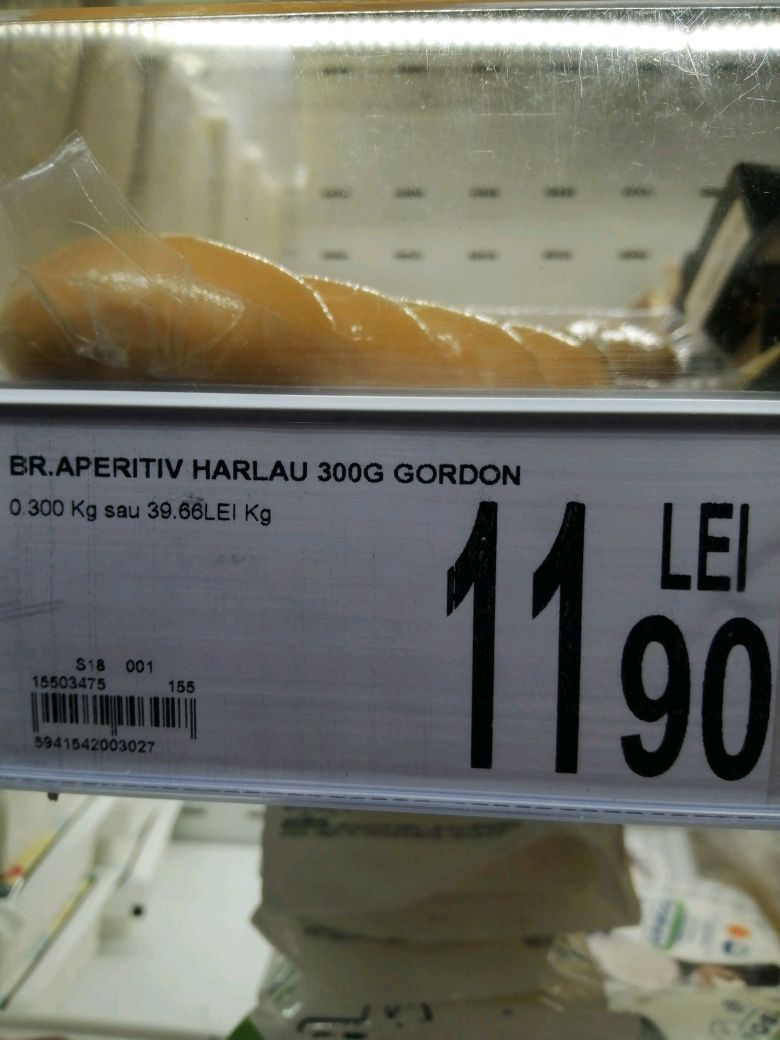 BR.APERITIV HARLAU 300G GORDON
0.300 Kg sau 39.66LEI Kg
11 90 LEI
S18 001
15503475 155
5941542003027